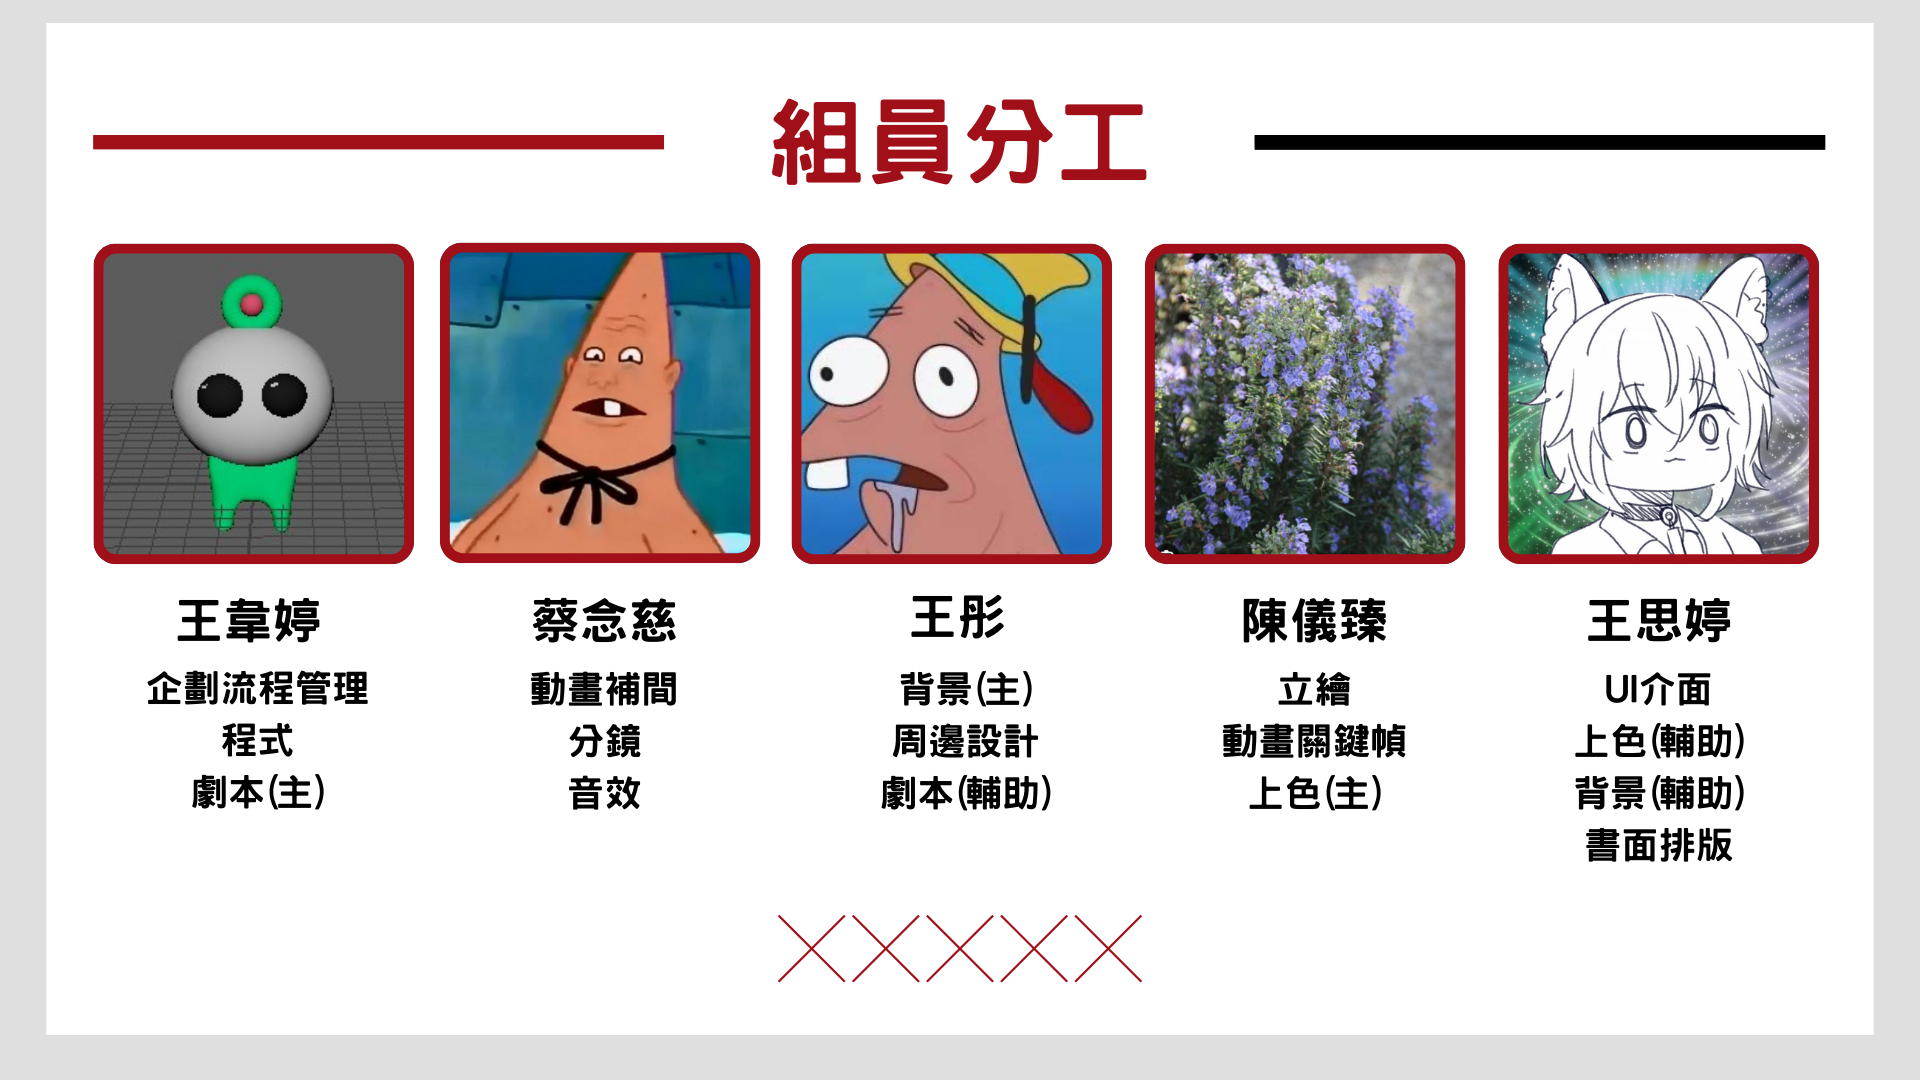 組員分工
王韋婷
企劃流程管理
程式
劇本(主)
蔡念慈
動畫補間
分鏡
音效
王彤
背景(主)
周邊設計
劇本(輔助)
陳儀臻
立繪
動畫關鍵幀
上色(主)
王思婷
UI介面
上色(輔助)
背景(輔助)
書面排版